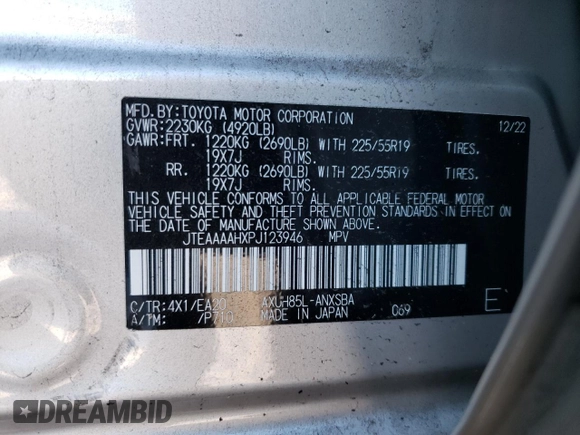 MFD.BY:TOYOTA MOTOR CORPORATION 12/22
GVWR:2230KG (4920LB)
GAWR:FRT. 1220KG (2690LB) WITH 225/55R19 TIRES.
19X7J RIMS.
RR. 1220KG (2690LB) WITH 225/55R19 TIRES.
19X7J RIMS.
THIS VEHICLE CONFORMS TO ALL APPLICABLE FEDERAL MOTOR
VEHICLE SAFETY AND THEFT PREVENTION STANDARDS IN EFFECT ON
THE DATE OF MANUFACTURE SHOWN ABOVE.
JTEAAAAHXPJ123946 MPV
C/TR:4X1/EA20 AXUH85L-ANXSBA E
A/TM: /P710 MADE IN JAPAN 069
DREAMBID